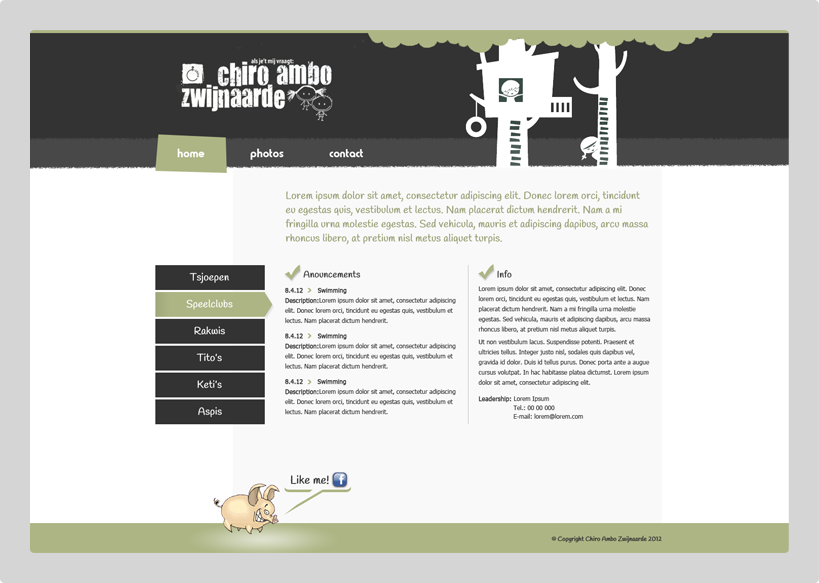 als je't mij vraagt:
chiro ambo
zwijnaarde
home photos contact
Lorem ipsum dolor sit amet, consectetur adipiscing elit. Donec lorem orci, tincidunt
eu egestas quis, vestibulum et lectus. Nam placerat dictum hendrerit. Nam a mi
fringilla urna molestie egestas. Sed vehicula, mauris et adipiscing dapibus, arcu massa
rhoncus libero, at pretium nisl metus aliquet turpis.
Tsjoepen
Speelclubs
Rakwis
Tito's
Keti's
Aspis
Anouncements
8.4.12 > Swimming
Description:Lorem ipsum dolor sit amet, consectetur adipiscing
elit. Donec lorem orci, tincidunt eu egestas quis, vestibulum et
lectus. Nam placerat dictum hendrerit.
8.4.12 > Swimming
Description:Lorem ipsum dolor sit amet, consectetur adipiscing
elit. Donec lorem orci, tincidunt eu egestas quis, vestibulum et
lectus. Nam placerat dictum hendrerit.
8.4.12 > Swimming
Description:Lorem ipsum dolor sit amet, consectetur adipiscing
elit. Donec lorem orci, tincidunt eu egestas quis, vestibulum et
lectus. Nam placerat dictum hendrerit.
Info
Lorem ipsum dolor sit amet, consectetur adipiscing elit. Donec
lorem orci, tincidunt eu egestas quis, vestibulum et lectus. Nam
placerat dictum hendrerit. Nam a mi fringilla urna molestie
egestas. Sed vehicula, mauris et adipiscing dapibus, arcu massa
rhoncus libero, at pretium nisl metus aliquet turpis.
Ut non vestibulum lacus. Suspendisse potenti. Praesent et
ultricies tellus. Integer justo nisl, sodales quis dapibus vel,
gravida id dolor. Duis id tellus purus. Donec porta ante a augue
cursus volutpat. In hac habitasse platea dictumst. Lorem ipsum
dolor sit amet, consectetur adipiscing elit.
Leadership: Lorem Ipsum
Tel.: 00 00 000
E-mail: lorem@lorem.com
Like me! f
© Copyright Chiro Ambo Zwijnaarde 2012